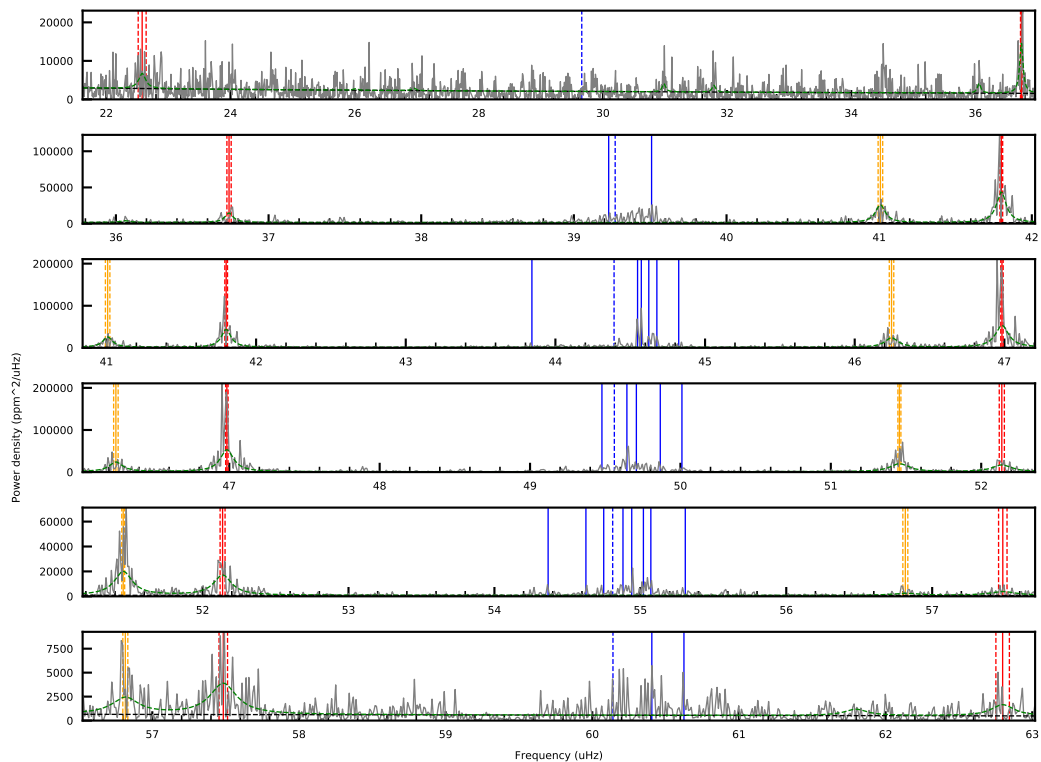 20000
10000
0
22 24 26 28 30 32 34 36
100000
50000
0
36 37 38 39 40 41 42
200000
100000
0
41 42 43 44 45 46 47
Power density (ppm^2/uHz)
200000
100000
0
47 48 49 50 51 52
60000
40000
20000
0
52 53 54 55 56 57
7500
5000
2500
0
57 58 59 60 61 62 63
Frequency (uHz)